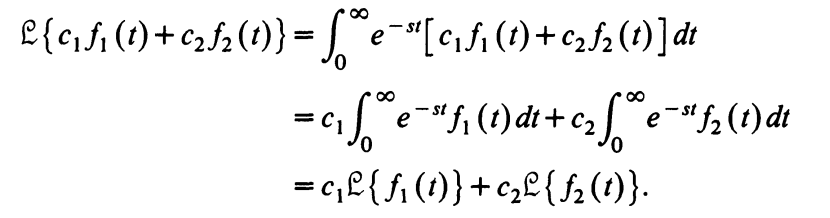 ℒ{c₁f₁(t)+c₂f₂(t)}=∫₀^∞ e^{-st}[c₁f₁(t)+c₂f₂(t)]dt
=c₁∫₀^∞ e^{-st}f₁(t)dt+c₂∫₀^∞ e^{-st}f₂(t)dt
=c₁ℒ{f₁(t)}+c₂ℒ{f₂(t)}.